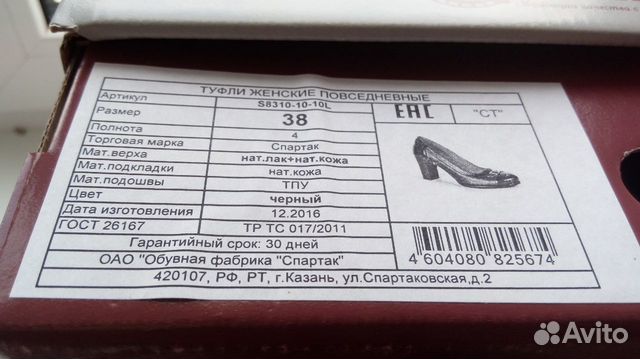 ТУФЛИ ЖЕНСКИЕ ПОВСЕДНЕВНЫЕ
Артикул S8310-10-10L
Размер 38
Полнота 4
Торговая марка Спартак
Мат.верха нат.лак+нат.кожа
Мат.подкладки нат.кожа
Мат.подошвы ТПУ
Цвет черный
Дата изготовления 12.2016
ГОСТ 26167 ТР ТС 017/2011
Гарантийный срок: 30 дней
ОАО "Обувная фабрика "Спартак"
420107, РФ, РТ, г.Казань, ул.Спартаковская,д.2
ЕАС "СТ"
4 604080 825674
Avito